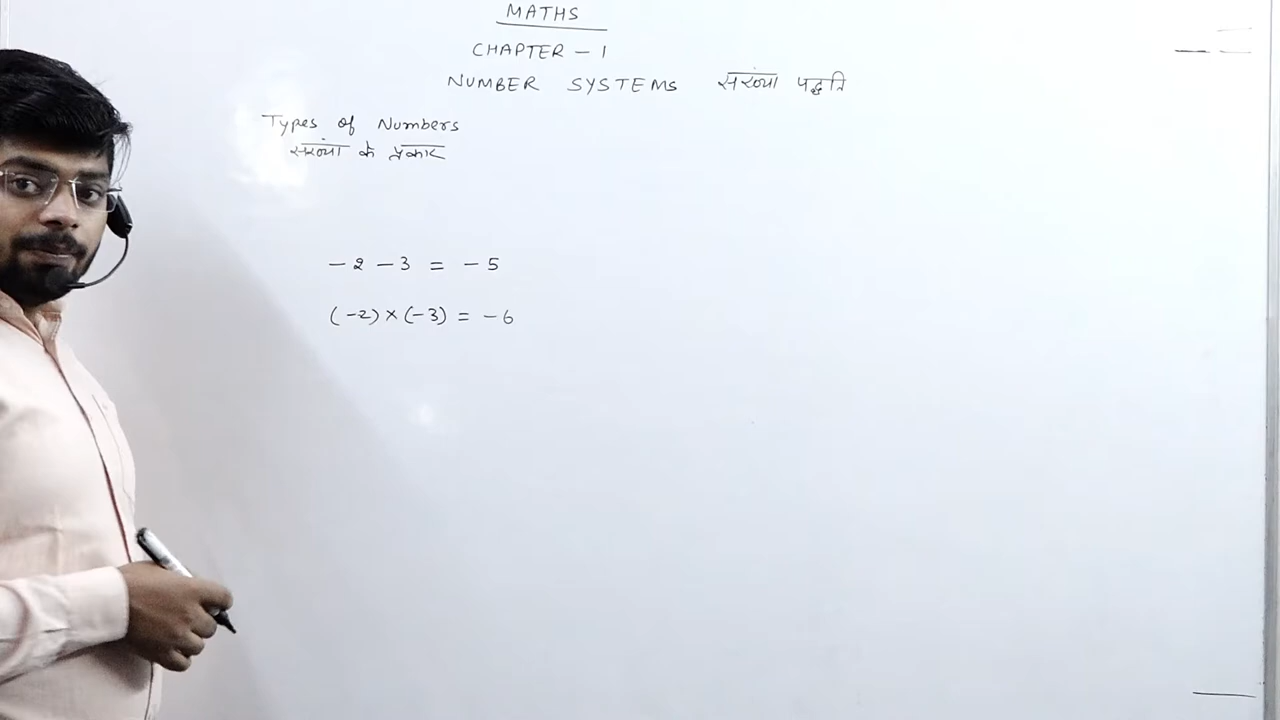 MATHS
CHAPTER - 1
NUMBER SYSTEMS संख्या पद्धति
Types of Numbers
संख्या के प्रकार
- 2 - 3 = - 5
(-2) × (-3) = - 6